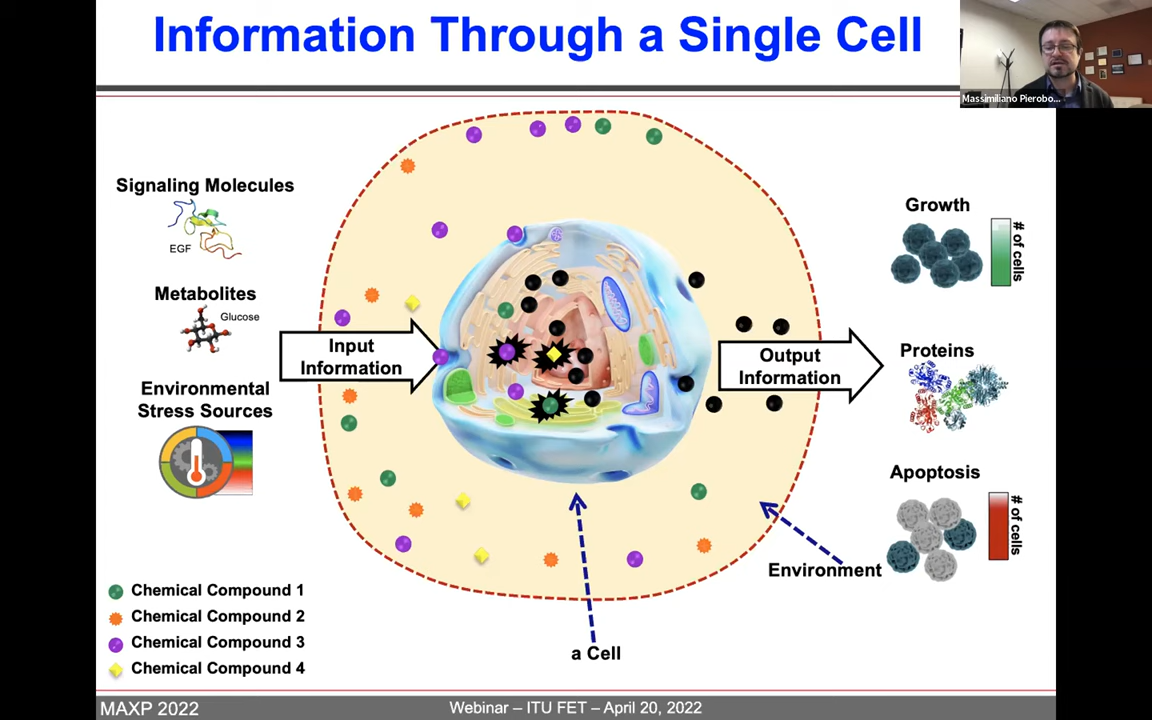 Information Through a Single Cell
Massimiliano Pierobo...
Signaling Molecules
EGF
Metabolites
Glucose
Environmental
Stress Sources
Input
Information
Output
Information
Growth
# of cells
Proteins
Apoptosis
# of cells
Environment
a Cell
Chemical Compound 1
Chemical Compound 2
Chemical Compound 3
Chemical Compound 4
MAXP 2022
Webinar – ITU FET – April 20, 2022